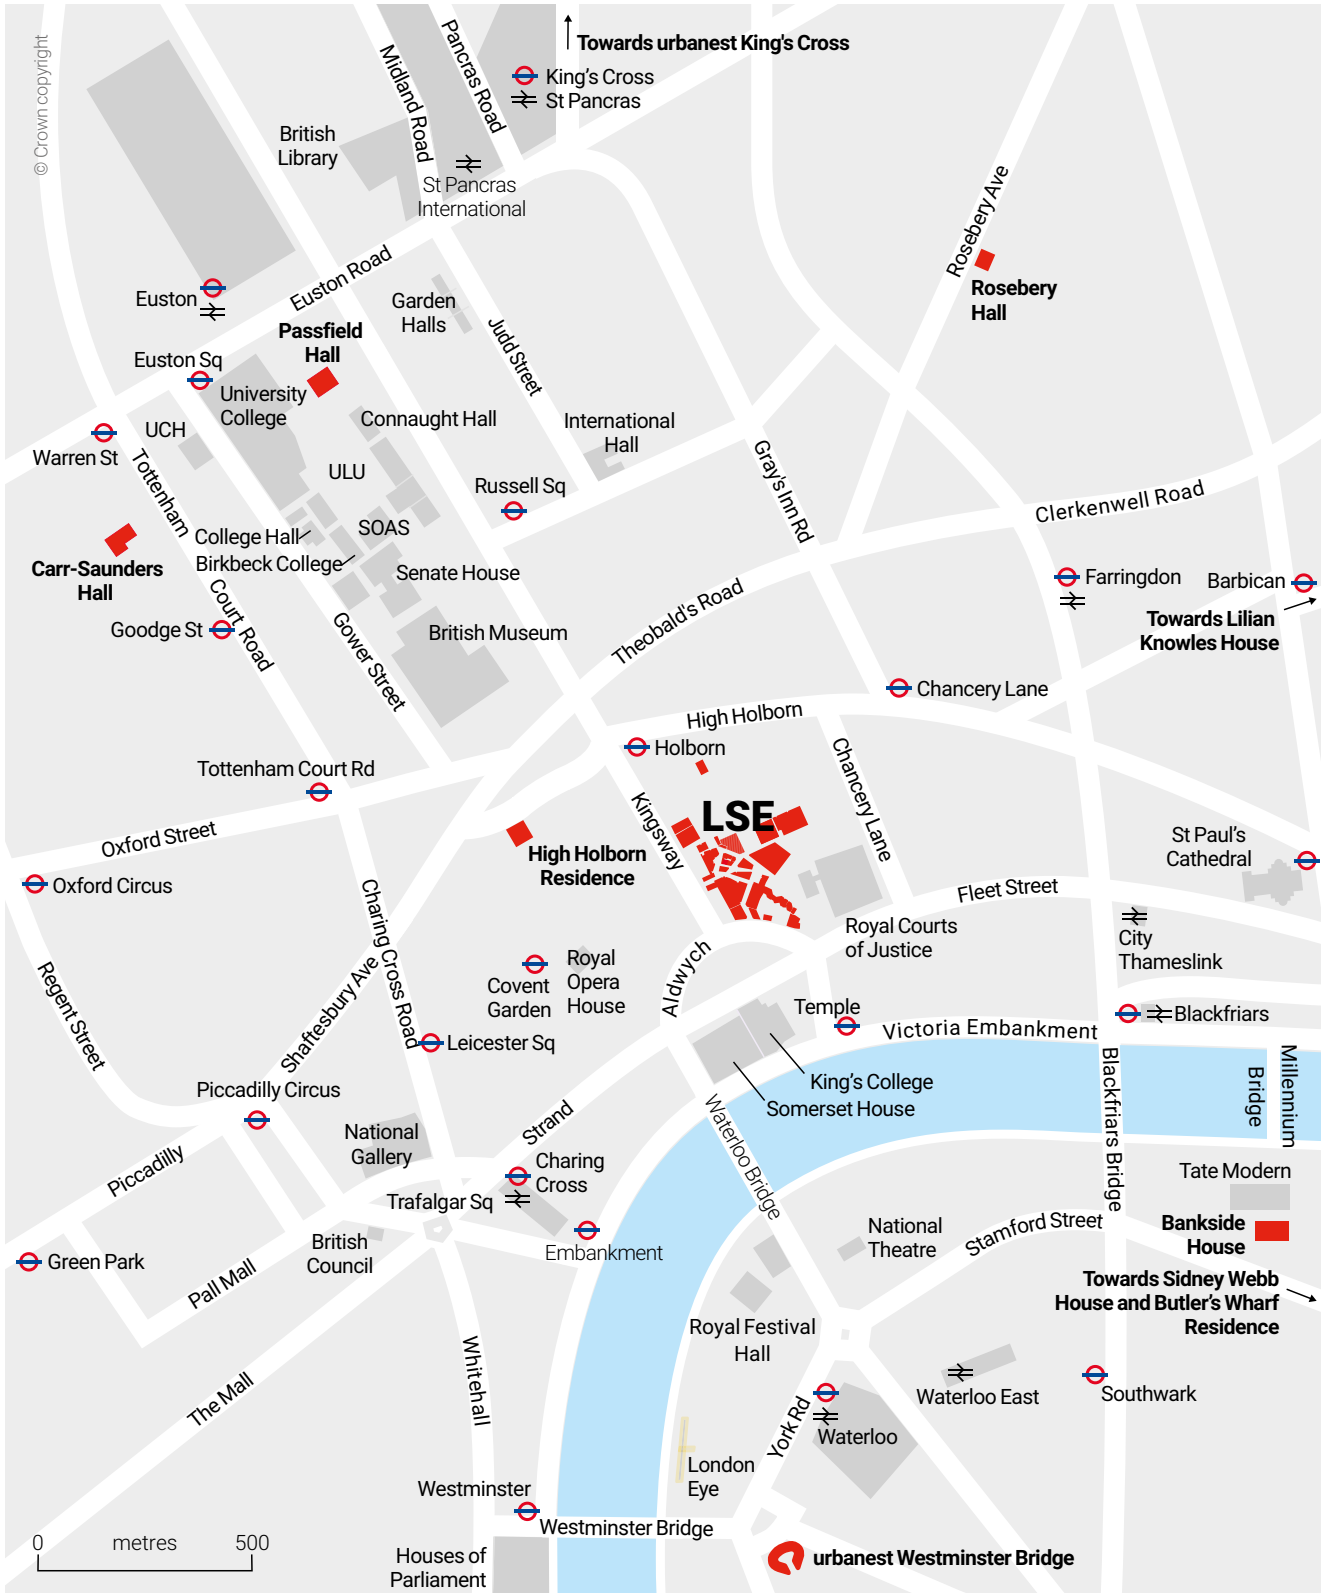 © Crown copyright
Towards urbanest King's Cross
King's Cross
St Pancras
Pancras Road
Midland Road
British
Library
St Pancras
International
Rosebery Ave
Rosebery
Hall
Euston
Euston Road
Garden
Halls
Judd Street
Passfield
Hall
Euston Sq
University
College
UCH
Connaught Hall
International
Hall
Warren St
Tottenham
Court Road
ULU
Russell Sq
Gray's Inn Rd
Clerkenwell Road
College Hall
SOAS
Birkbeck College
Carr-Saunders
Hall
Senate House
Farringdon
Barbican
Towards Lilian
Knowles House
Goodge St
Gower Street
British Museum
Theobald's Road
Chancery Lane
High Holborn
Holborn
Tottenham Court Rd
Kingsway
LSE
Chancery Lane
Oxford Street
High Holborn
Residence
St Paul's
Cathedral
Oxford Circus
Charing Cross Road
Fleet Street
Royal Courts
of Justice
City
Thameslink
Regent Street
Shaftesbury Ave
Covent
Garden
Royal
Opera
House
Aldwych
Temple
Blackfriars
Victoria Embankment
Leicester Sq
Piccadilly Circus
King's College
Somerset House
Blackfriars Bridge
Millennium
Bridge
National
Gallery
Strand
Waterloo Bridge
Piccadilly
Charing
Cross
Trafalgar Sq
Tate Modern
British
Council
Embankment
National
Theatre
Stamford Street
Bankside
House
Green Park
Pall Mall
Towards Sidney Webb
House and Butler's Wharf
Residence
Royal Festival
Hall
The Mall
Whitehall
Waterloo East
Southwark
York Rd
Waterloo
London
Eye
Westminster
Westminster Bridge
0 metres 500
Houses of
Parliament
urbanest Westminster Bridge